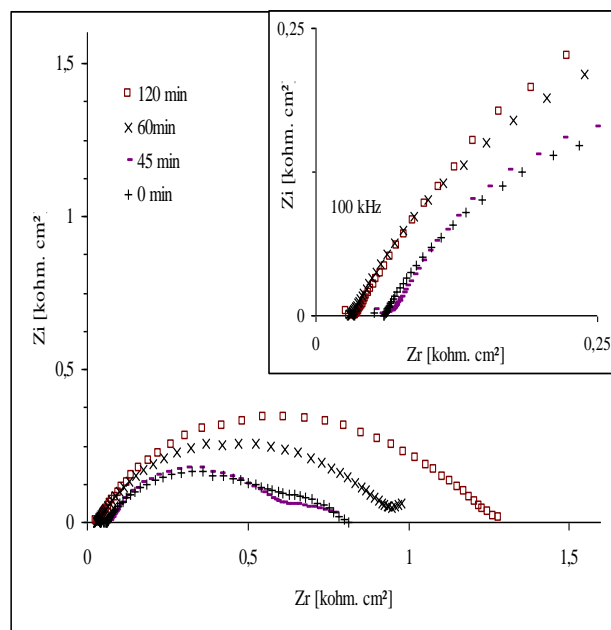 1,5
1
0,5
0
Zi [kohm. cm²]
120 min
60min
45 min
0 min
0,25
Zi [kohm. cm²]
100 kHz
0
0
0,25
Zr [kohm. cm²]
0
0,5
1
1,5
Zr [kohm. cm²]